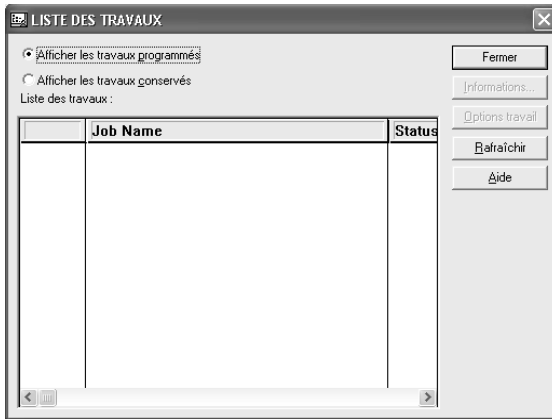 LISTE DES TRAVAUX
Afficher les travaux programmés
Afficher les travaux conservés
Liste des travaux :
Job Name
Status
Fermer
Informations...
Options travail
Rafraîchir
Aide